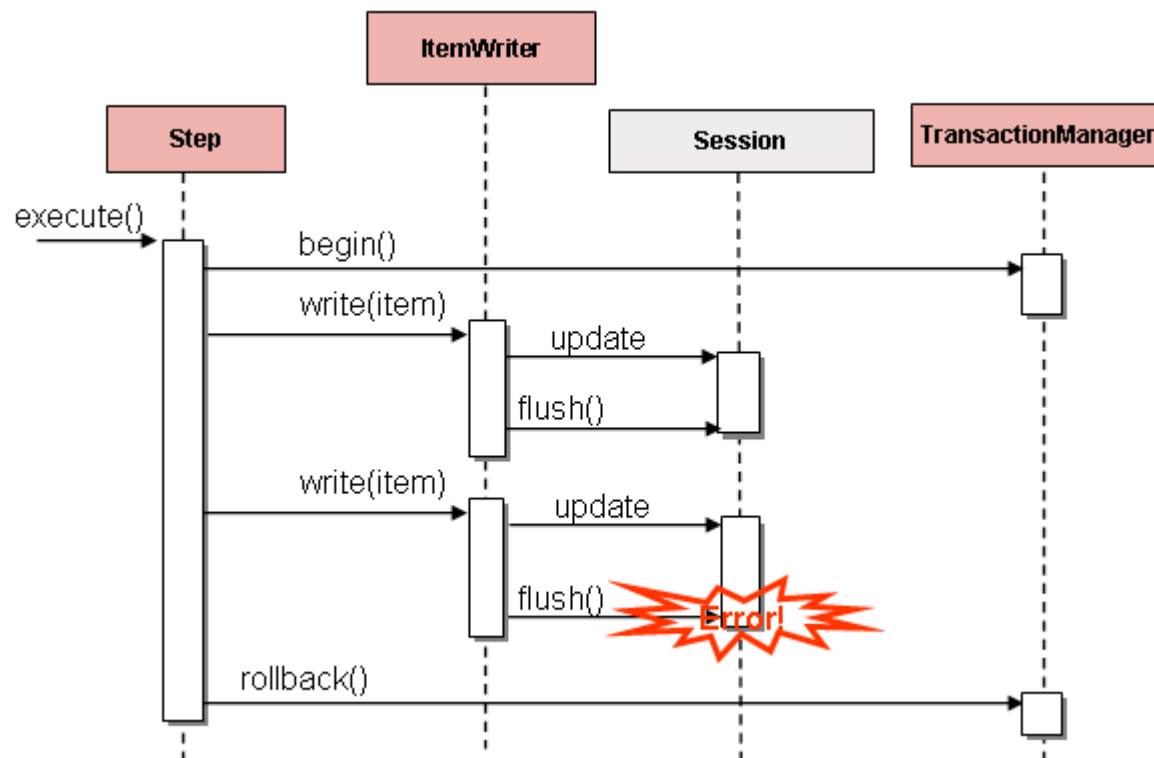 ItemWriter
Step
Session
TransactionManager
execute()
begin()
write(item)
update
flush()
write(item)
update
flush()
Error!
rollback()